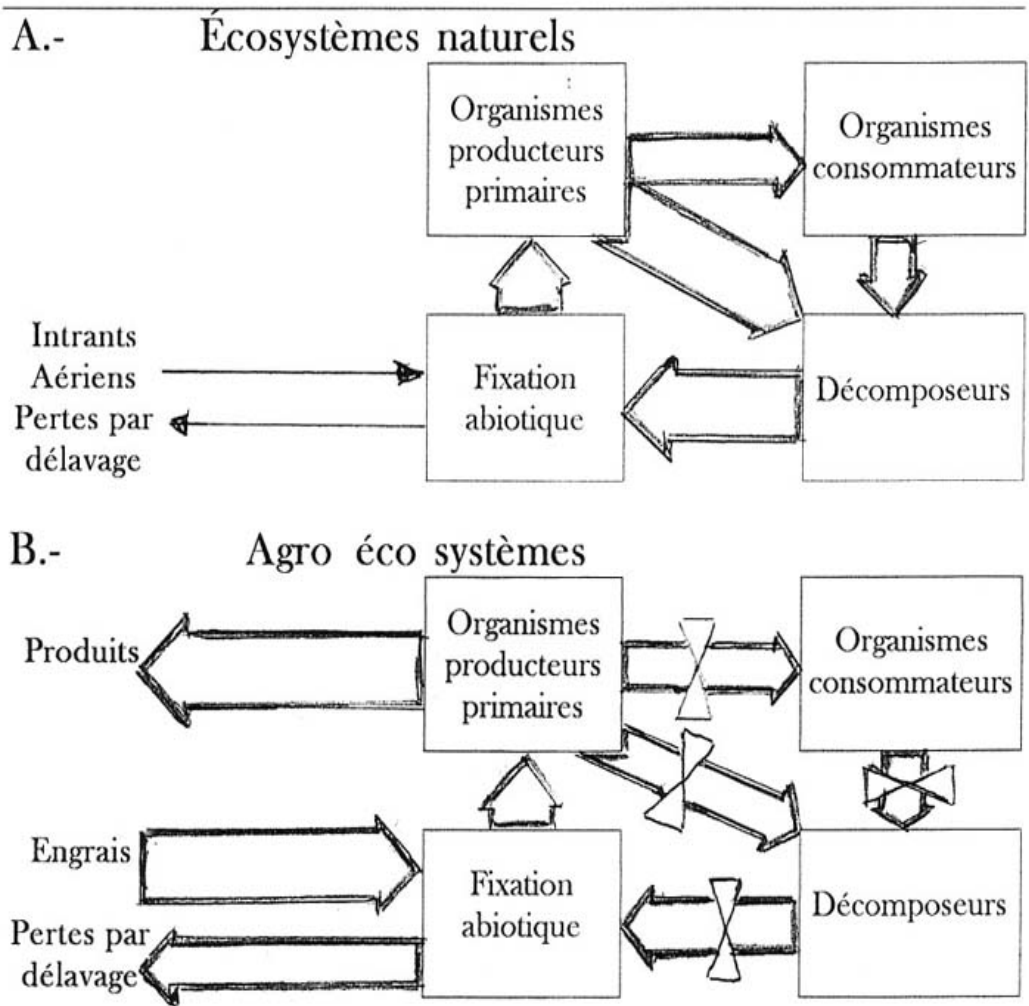 A.- Écosystèmes naturels
Organismes
producteurs
primaires
Organismes
consommateurs
Intrants
Aériens
Pertes par
délavage
Fixation
abiotique
Décomposeurs
B.- Agro éco systèmes
Produits
Organismes
producteurs
primaires
Organismes
consommateurs
Engrais
Pertes par
délavage
Fixation
abiotique
Décomposeurs